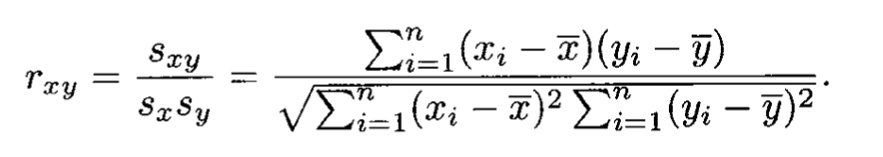 $r_{xy} = \frac{s_{xy}}{s_x s_y} = \frac{\sum_{i=1}^{n}(x_i - \overline{x})(y_i - \overline{y})}{\sqrt{\sum_{i=1}^{n}(x_i - \overline{x})^2 \sum_{i=1}^{n}(y_i - \overline{y})^2}}.$